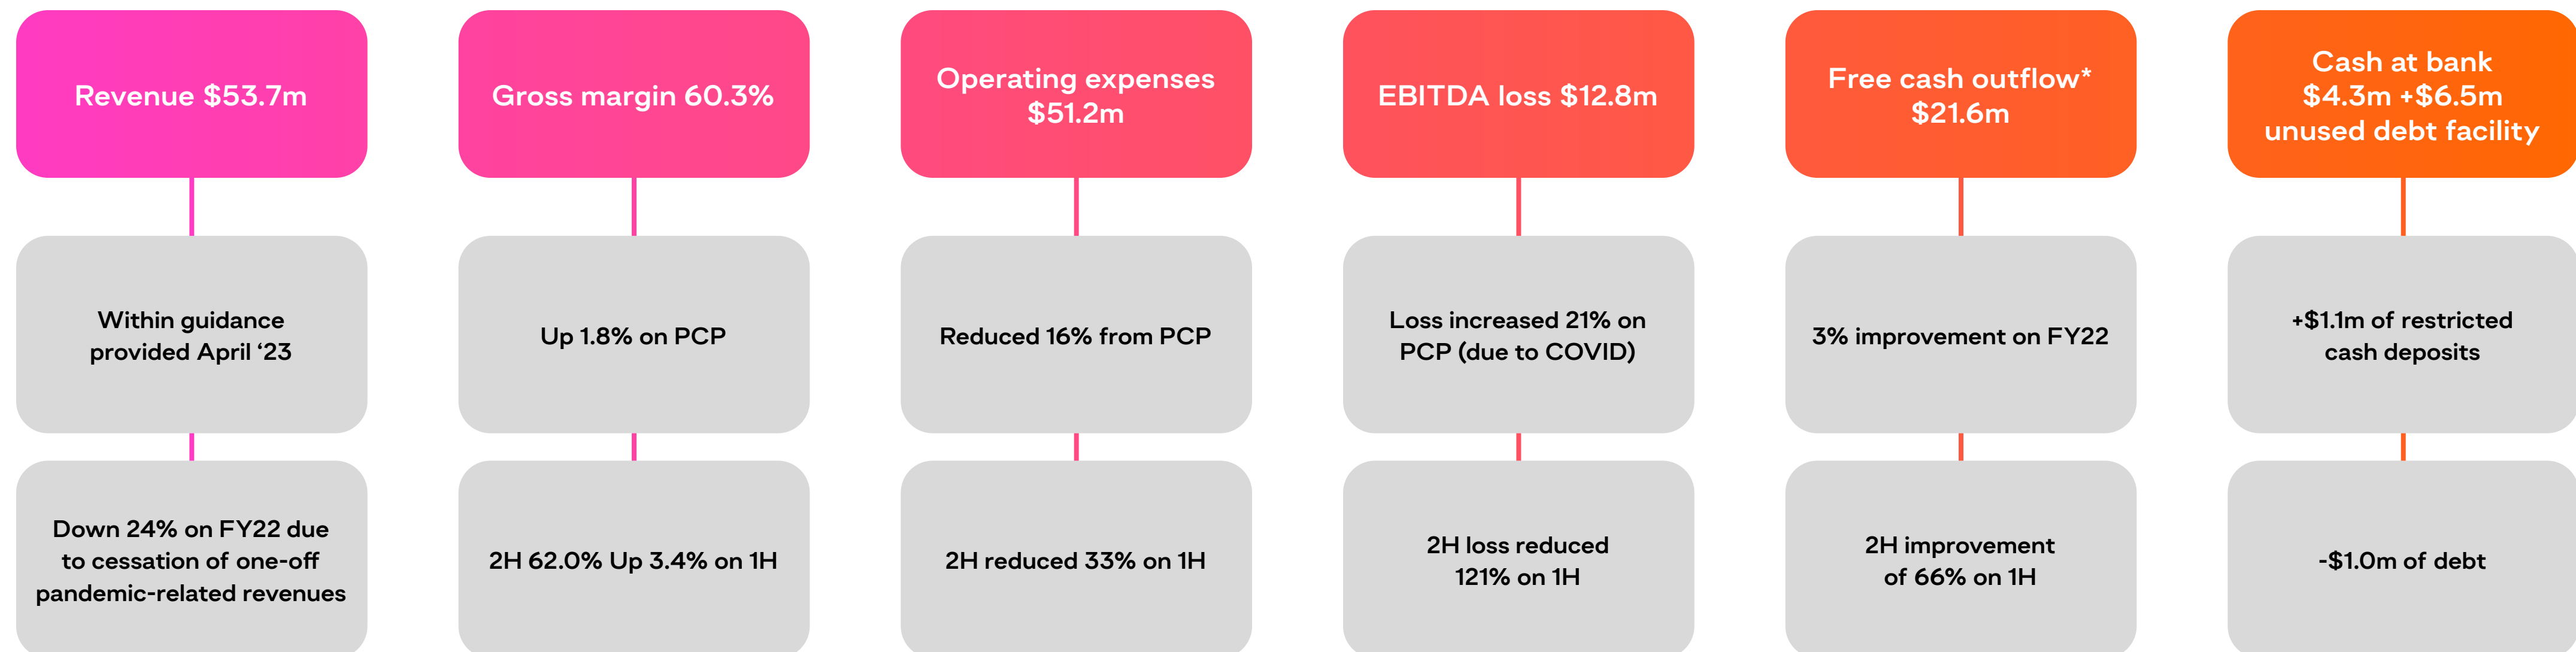 Revenue $53.7m
Within guidance
provided April ‘23
Down 24% on FY22 due
to cessation of one-off
pandemic-related revenues
Gross margin 60.3%
Up 1.8% on PCP
2H 62.0% Up 3.4% on 1H
Operating expenses
$51.2m
Reduced 16% from PCP
2H reduced 33% on 1H
EBITDA loss $12.8m
Loss increased 21% on
PCP (due to COVID)
2H loss reduced
121% on 1H
Free cash outflow*
$21.6m
3% improvement on FY22
2H improvement
of 66% on 1H
Cash at bank
$4.3m +$6.5m
unused debt facility
+$1.1m of restricted
cash deposits
-$1.0m of debt